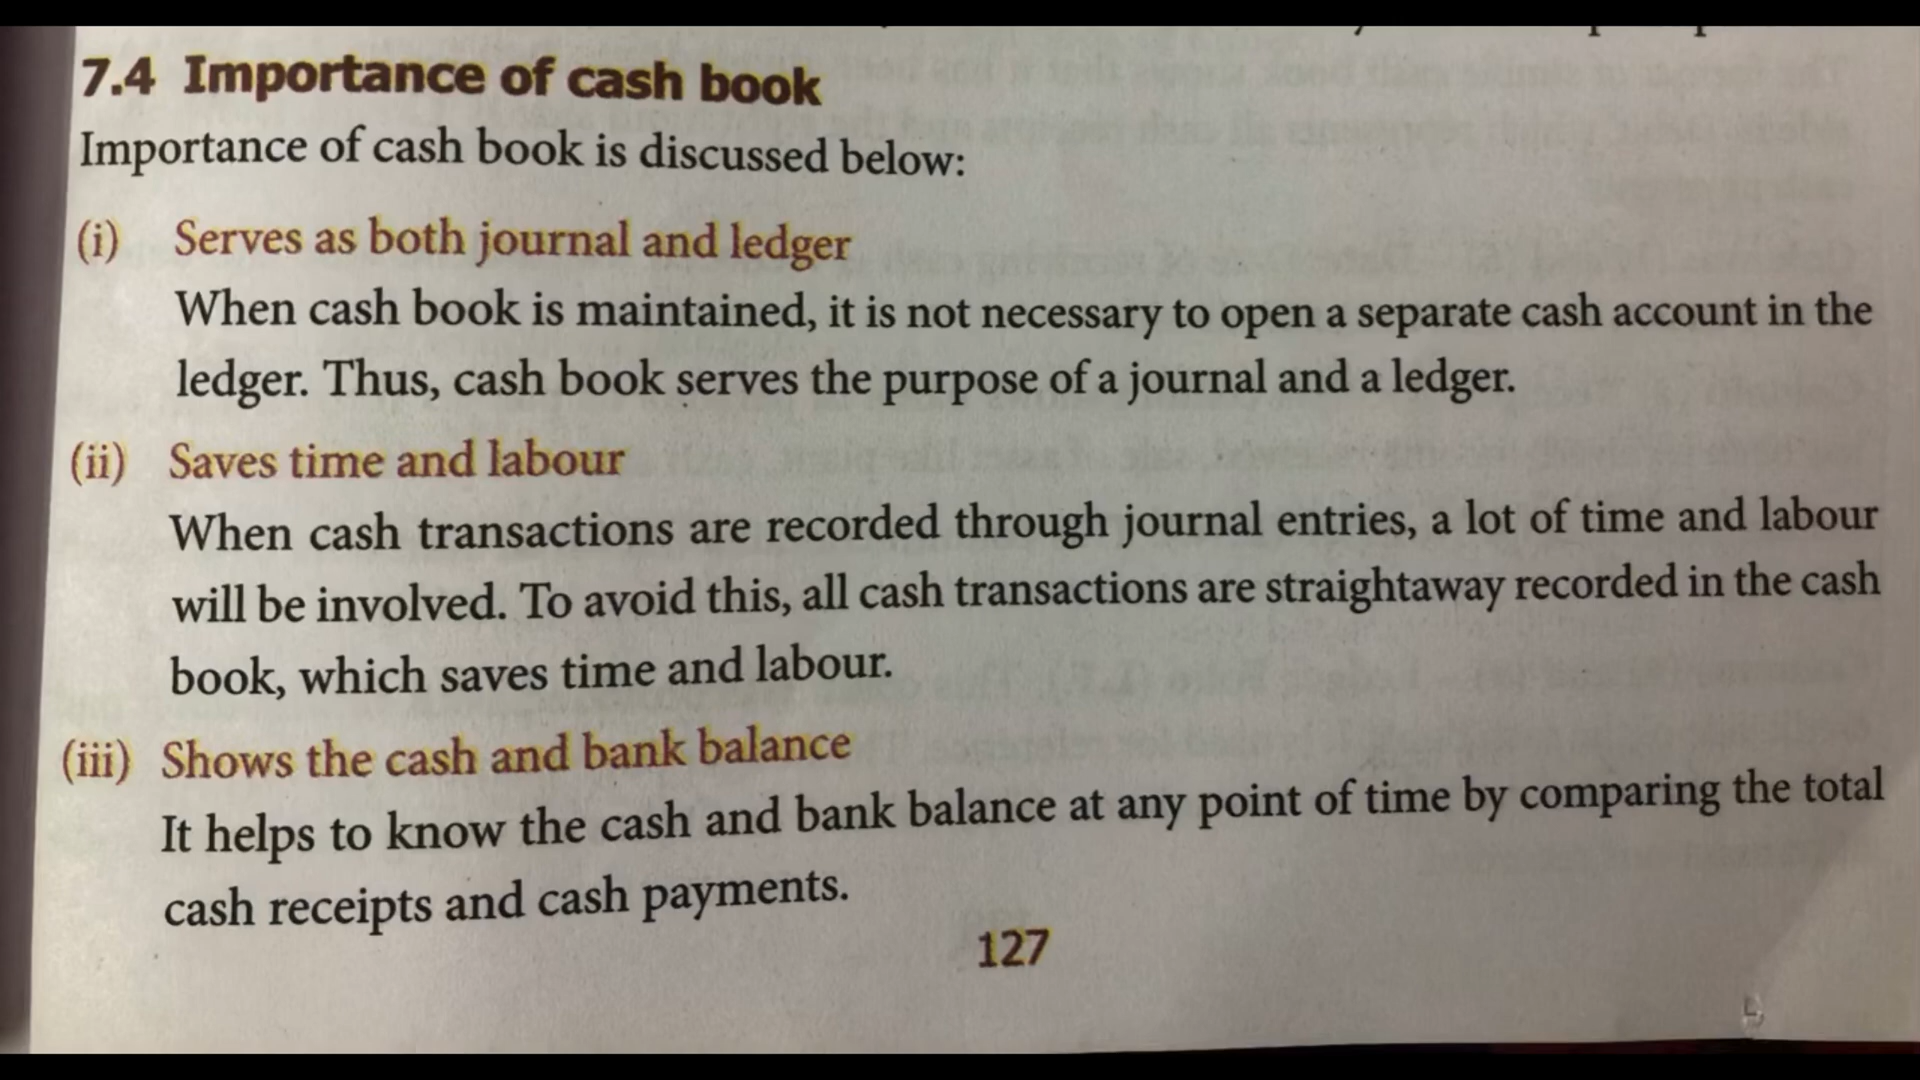 7.4 Importance of cash book
Importance of cash book is discussed below:
(i) Serves as both journal and ledger
When cash book is maintained, it is not necessary to open a separate cash account in the
ledger. Thus, cash book serves the purpose of a journal and a ledger.
(ii) Saves time and labour
When cash transactions are recorded through journal entries, a lot of time and labour
will be involved. To avoid this, all cash transactions are straightaway recorded in the cash
book, which saves time and labour.
(iii) Shows the cash and bank balance
It helps to know the cash and bank balance at any point of time by comparing the total
cash receipts and cash payments.
127